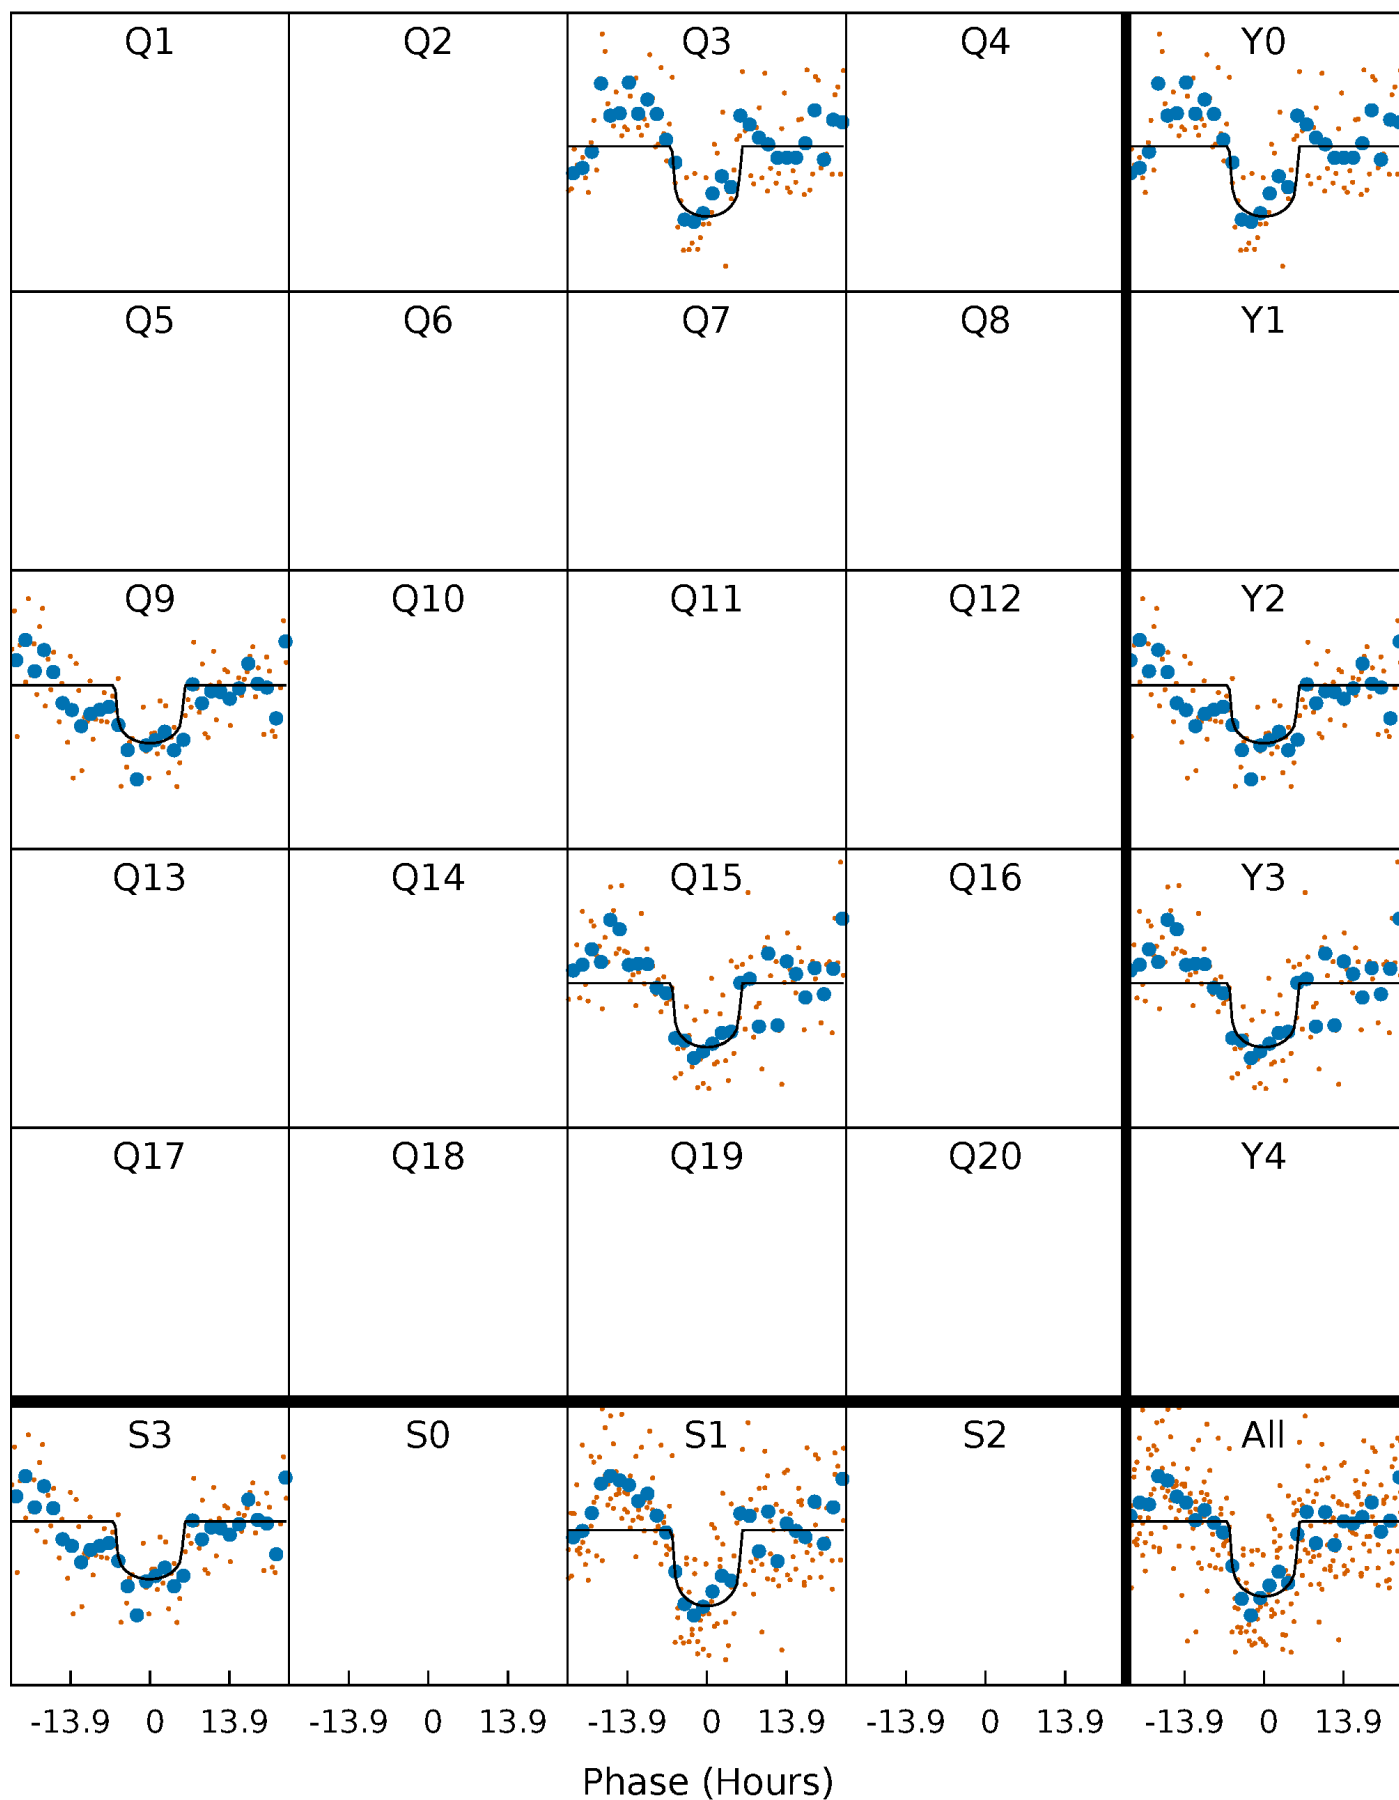 Q1 Q2 Q3 Q4 Y0
Q5 Q6 Q7 Q8 Y1
Q9 Q10 Q11 Q12 Y2
Q13 Q14 Q15 Q16 Y3
Q17 Q18 Q19 Q20 Y4
S3 S0 S1 S2 All
-13.9 0 13.9 -13.9 0 13.9 -13.9 0 13.9 -13.9 0 13.9 -13.9 0 13.9
Phase (Hours)